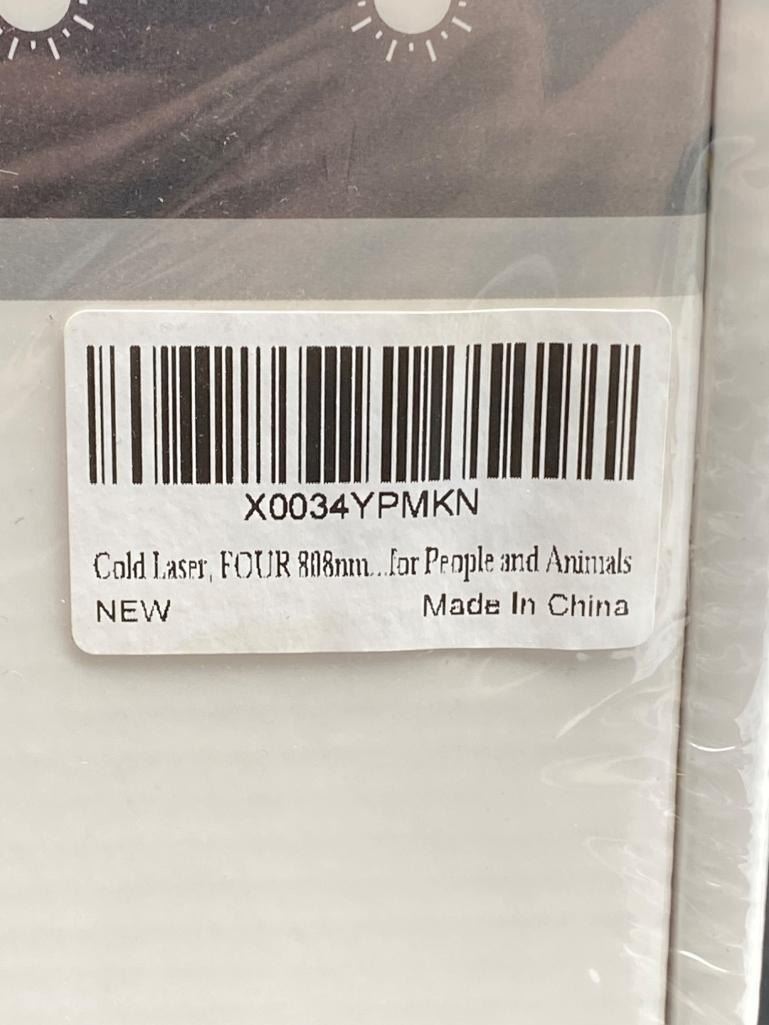 X0034YPMKN
Cold Laser, FOUR 808nm...for People and Animals
NEW
Made In China